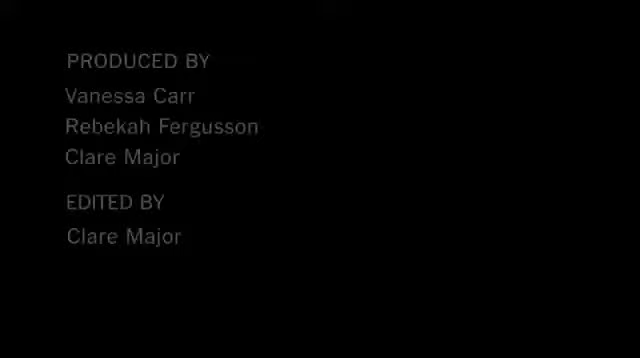 PRODUCED BY
Vanessa Carr
Rebekah Fergusson
Clare Major
EDITED BY
Clare Major